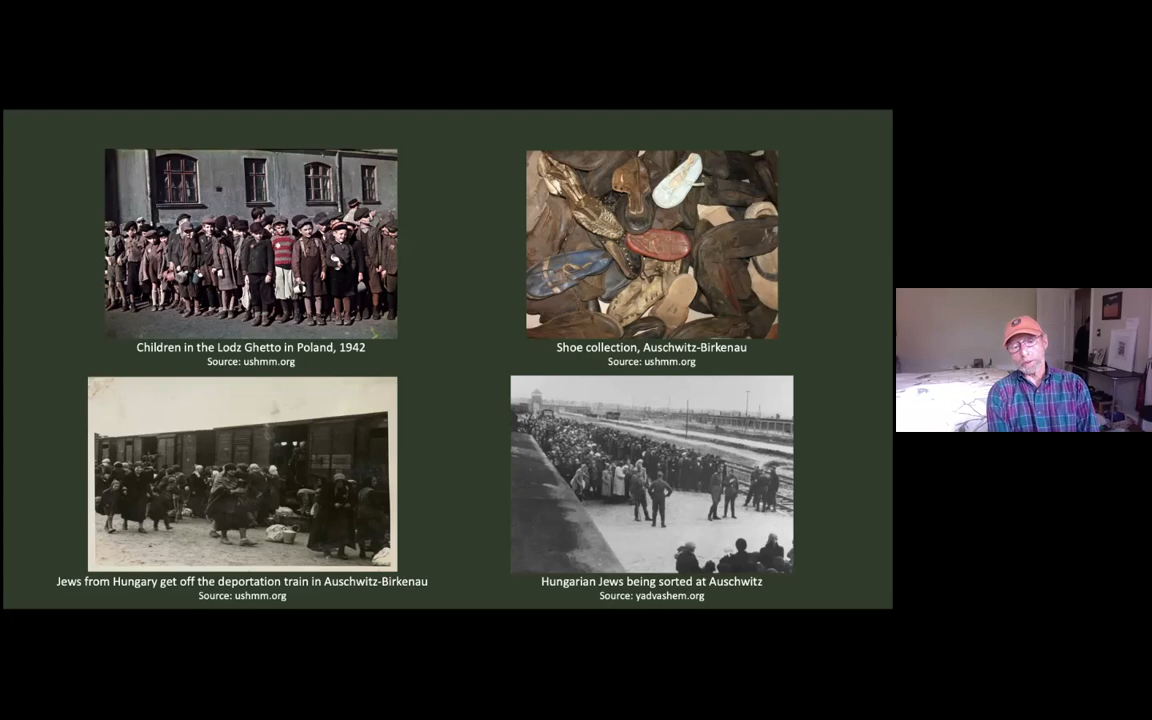 Children in the Lodz Ghetto in Poland, 1942
Source: ushmm.org
Shoe collection, Auschwitz-Birkenau
Source: ushmm.org
Jews from Hungary get off the deportation train in Auschwitz-Birkenau
Source: ushmm.org
Hungarian Jews being sorted at Auschwitz
Source: yadvashem.org